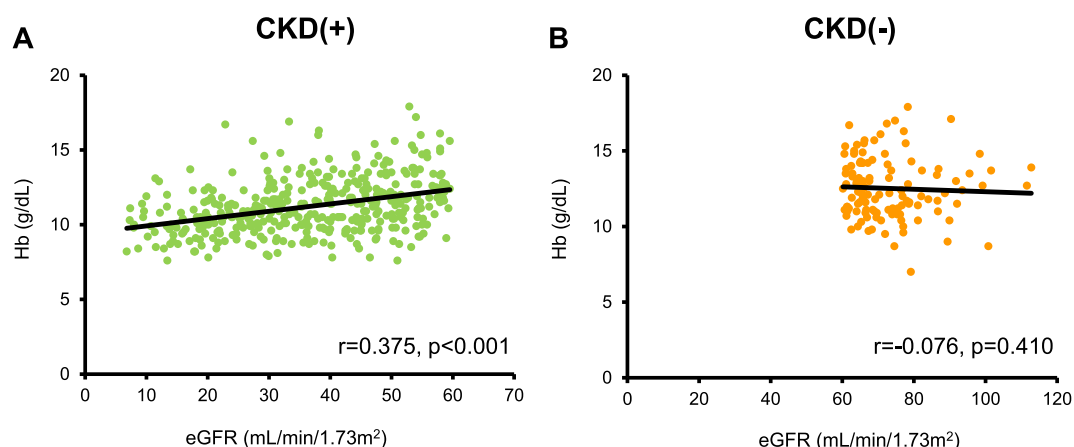 A
CKD(+)
Hb (g/dL)
20
15
10
5
0
0 10 20 30 40 50 60 70
r=0.375, p<0.001
eGFR (mL/min/1.73m²)
B
CKD(-)
Hb (g/dL)
20
15
10
5
0
0 20 40 60 80 100 120
r=-0.076, p=0.410
eGFR (mL/min/1.73m²)